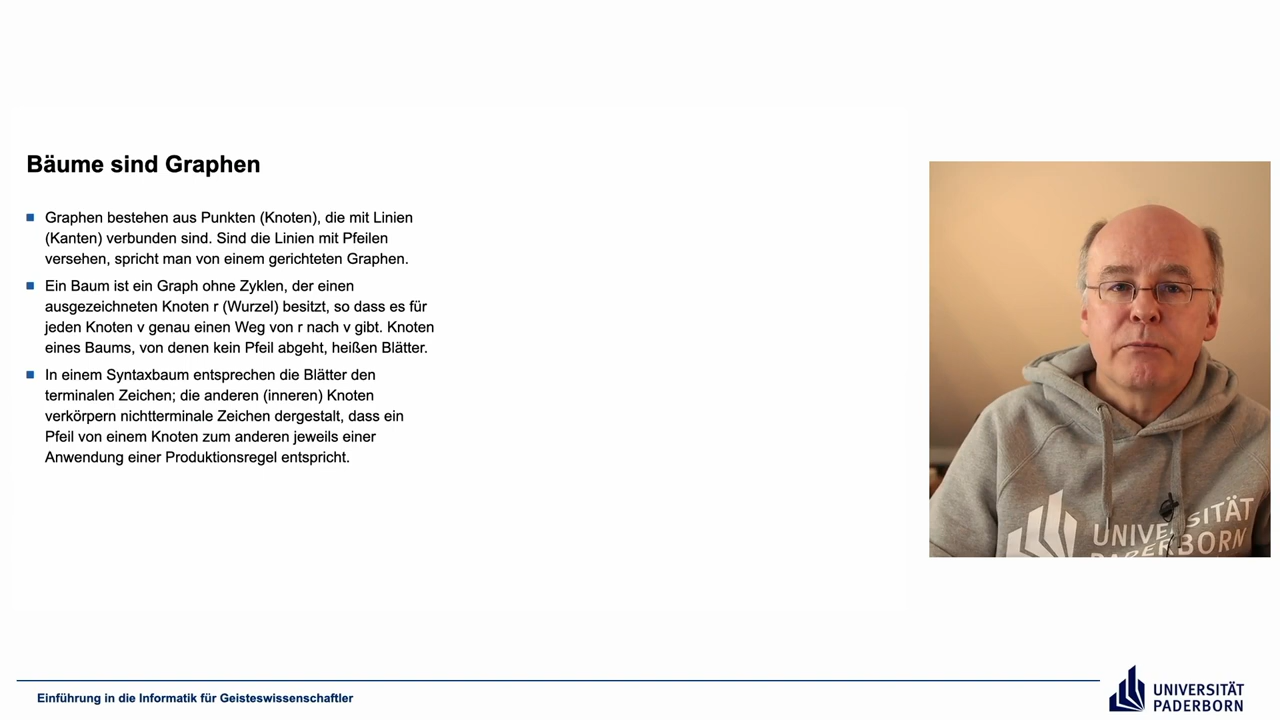 Bäume sind Graphen
Graphen bestehen aus Punkten (Knoten), die mit Linien
(Kanten) verbunden sind. Sind die Linien mit Pfeilen
versehen, spricht man von einem gerichteten Graphen.
Ein Baum ist ein Graph ohne Zyklen, der einen
ausgezeichneten Knoten r (Wurzel) besitzt, so dass es für
jeden Knoten v genau einen Weg von r nach v gibt. Knoten
eines Baums, von denen kein Pfeil abgeht, heißen Blätter.
In einem Syntaxbaum entsprechen die Blätter den
terminalen Zeichen; die anderen (inneren) Knoten
verkörpern nichtterminale Zeichen dergestalt, dass ein
Pfeil von einem Knoten zum anderen jeweils einer
Anwendung einer Produktionsregel entspricht.
UNIVERSITÄT
PADERBORN
Einführung in die Informatik für Geisteswissenschaftler
UNIVERSITÄT
PADERBORN